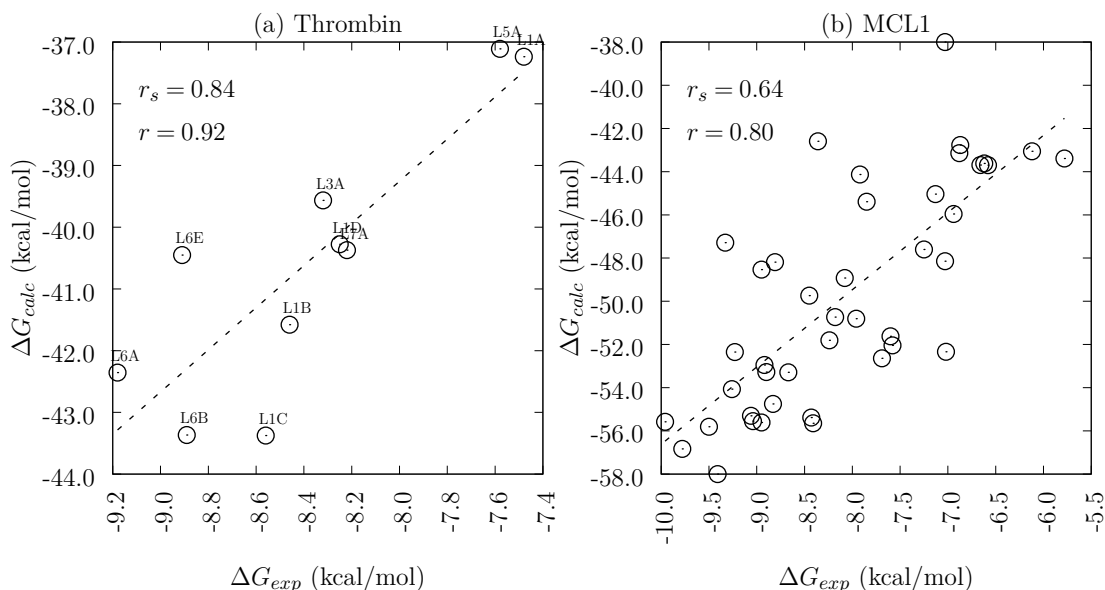 (a) Thrombin
-37.0
-38.0
-39.0
-40.0
-41.0
-42.0
-43.0
-44.0
ΔG_calc (kcal/mol)
r_s = 0.84
r = 0.92
L5A
L1A
L3A
L1D
L7A
L6E
L1B
L6A
L6B
L1C
-9.2
-9.0
-8.8
-8.6
-8.4
-8.2
-8.0
-7.8
-7.6
-7.4
ΔG_exp (kcal/mol)
(b) MCL1
-38.0
-40.0
-42.0
-44.0
-46.0
-48.0
-50.0
-52.0
-54.0
-56.0
-58.0
ΔG_calc (kcal/mol)
r_s = 0.64
r = 0.80
-10.0
-9.5
-9.0
-8.5
-8.0
-7.5
-7.0
-6.5
-6.0
-5.5
ΔG_exp (kcal/mol)